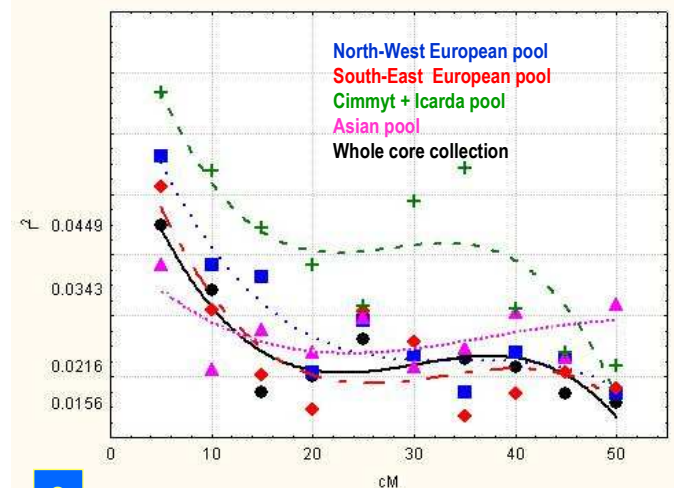 North-West European pool
South-East European pool
Cimmyt + Icarda pool
Asian pool
Whole core collection
r²
0.0449
0.0343
0.0216
0.0156
0 10 20 30 40 50
cM